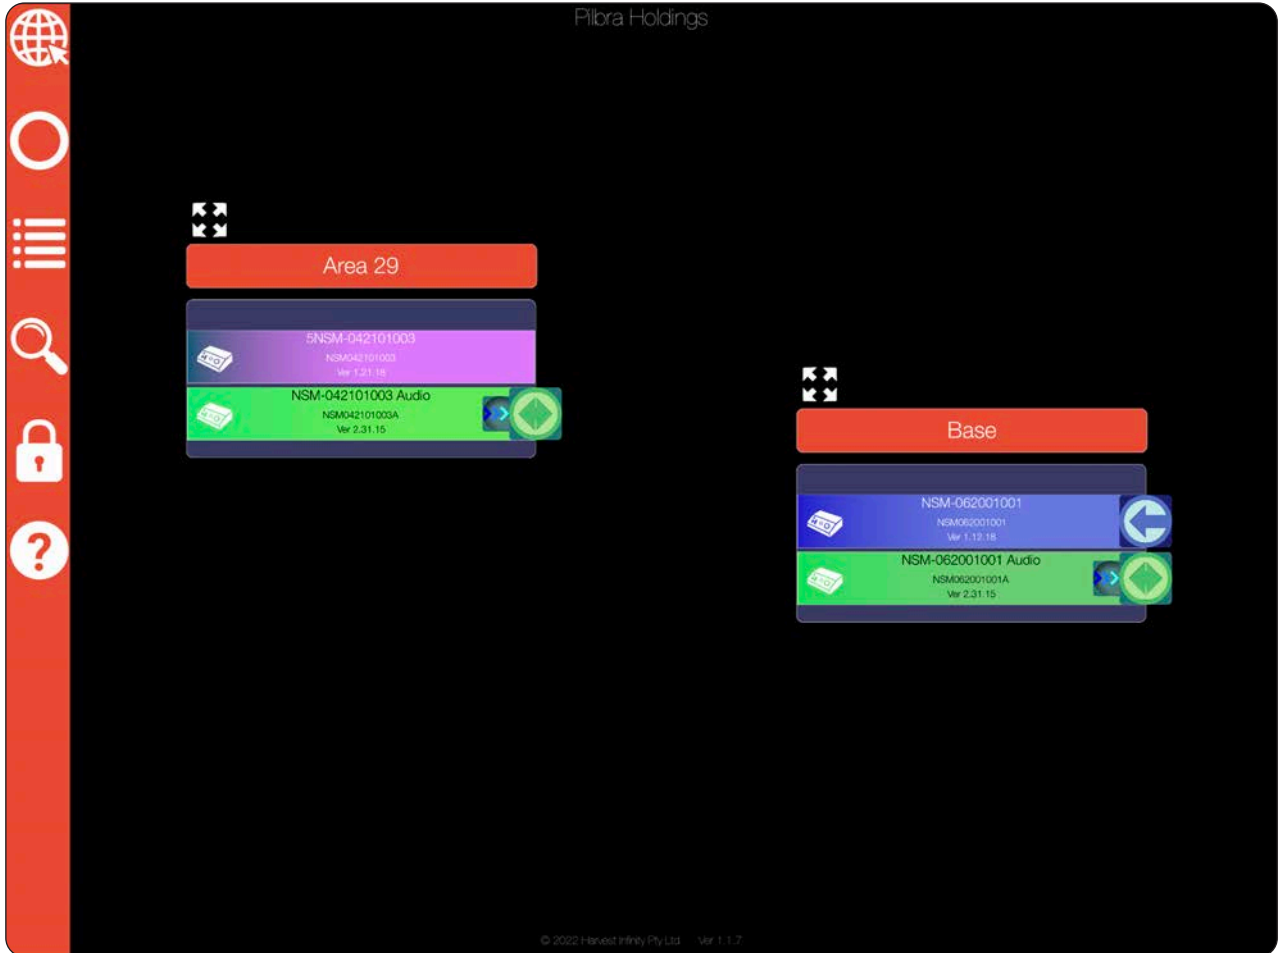 Pilbra Holdings
Area 29
5NSM-042101003
NSM042101003
Ver 1.21.18
NSM-042101003 Audio
NSM042101003A
Ver 2.31.15
Base
NSM-062001001
NSM062001001
Ver 1.12.18
NSM-062001001 Audio
NSM062001001A
Ver 2.31.15
© 2022 Harvest Infinity Pty Ltd Ver 1.1.7